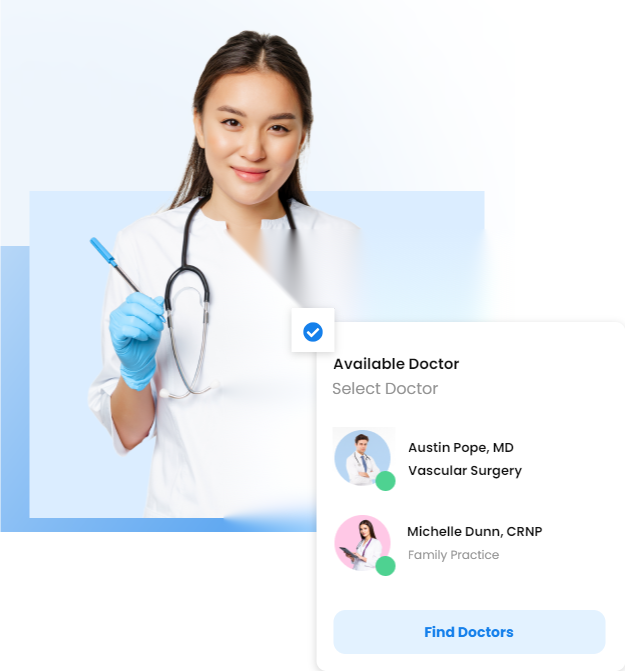 Available Doctor
Select Doctor
Austin Pope, MD
Vascular Surgery
Michelle Dunn, CRNP
Family Practice
Find Doctors